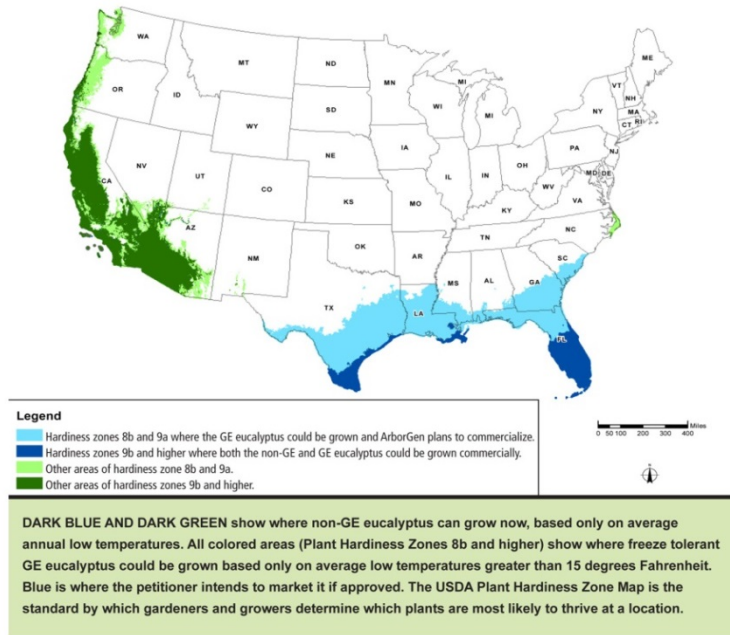 WA
MT
ND
MN
ME
VT
NH
OR
ID
SD
WI
MI
MI
NY
MA
CT RI
WY
IA
PA
NJ
NE
NV
UT
IL
IN
OH
MD DE
CA
CO
WV
KS
MO
VA
KY
NC
AZ
OK
TN
NM
AR
SC
MS
AL
GA
TX
LA
FL
Legend
Hardiness zones 8b and 9a where the GE eucalyptus could be grown and ArborGen plans to commercialize.
Hardiness zones 9b and higher where both the non-GE and GE eucalyptus could be grown commercially.
Other areas of hardiness zone 8b and 9a.
Other areas of hardiness zones 9b and higher.
Miles
0 50 100 200 300 400
N
DARK BLUE AND DARK GREEN show where non-GE eucalyptus can grow now, based only on average
annual low temperatures. All colored areas (Plant Hardiness Zones 8b and higher) show where freeze tolerant
GE eucalyptus could be grown based only on average low temperatures greater than 15 degrees Fahrenheit.
Blue is where the petitioner intends to market it if approved. The USDA Plant Hardiness Zone Map is the
standard by which gardeners and growers determine which plants are most likely to thrive at a location.